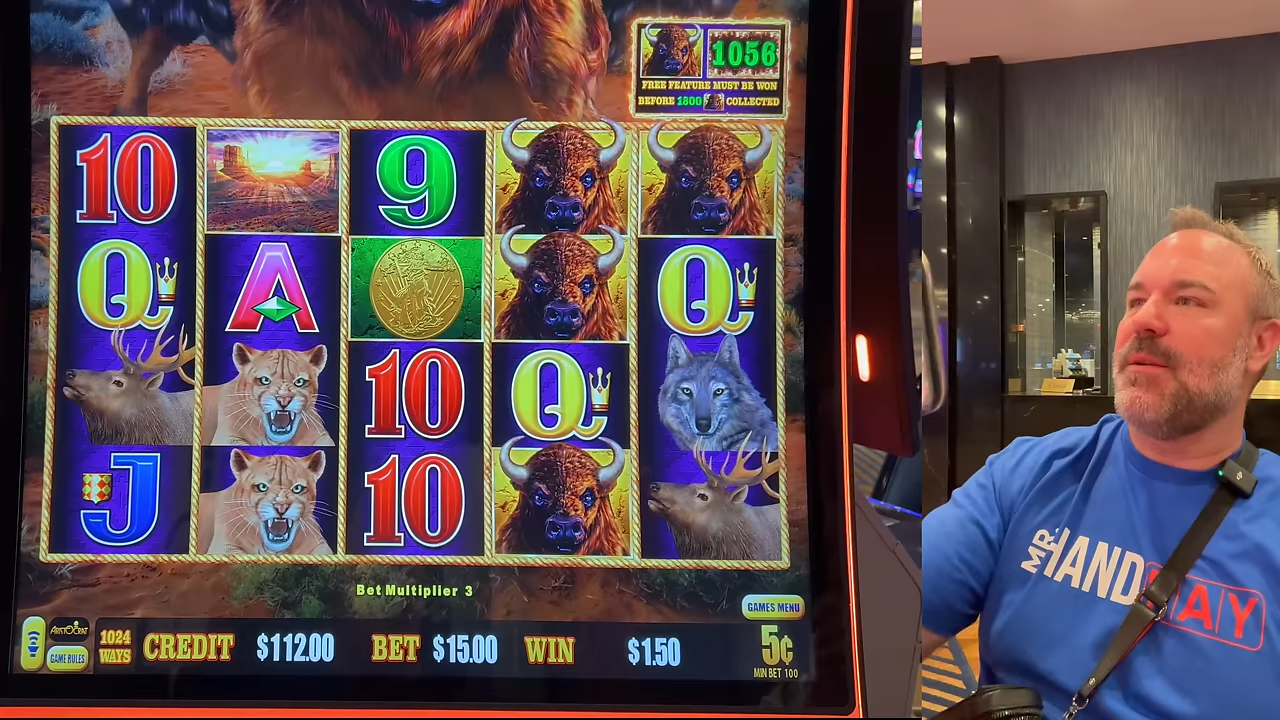 1056
FREE FEATURE MUST BE WON
BEFORE 1800 COLLECTED
10
9
Q
A
Q
10
Q
J
10
Bet Multiplier 3
GAMES MENU
ARISTOCRAT
GAME RULES
1024
WAYS
CREDIT $112.00 BET $15.00 WIN $1.50
5¢
MIN BET 100
MR. HAND
PAY